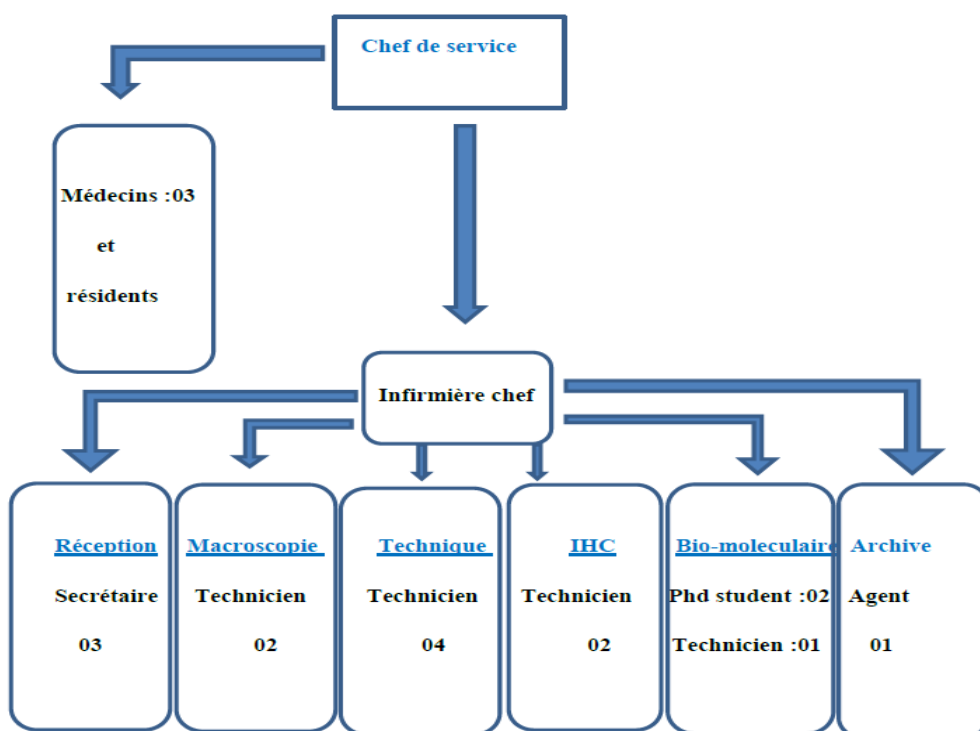 Chef de service
Médecins :03
et
résidents
Infirmière chef
Réception
Secrétaire
03
Macroscopie
Technicien
02
Technique
Technicien
04
IHC
Technicien
02
Bio-moleculaire
Phd student :02
Technicien :01
Archive
Agent
01